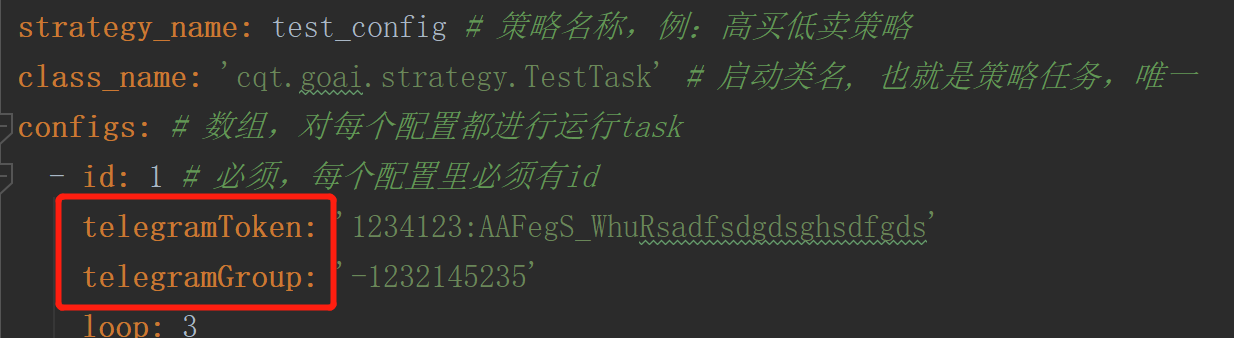 strategy_name: test_config # 策略名称，例：高买低卖策略
class_name: 'cqt.goai.strategy.TestTask' # 启动类名, 也就是策略任务，唯一
configs: # 数组，对每个配置都进行运行task
- id: 1 # 必须，每个配置里必须有id
telegramToken: '1234123:AAFegS_WhuRsadfsdgdsghsdfgds'
telegramGroup: '-1232145235'
loop: 3